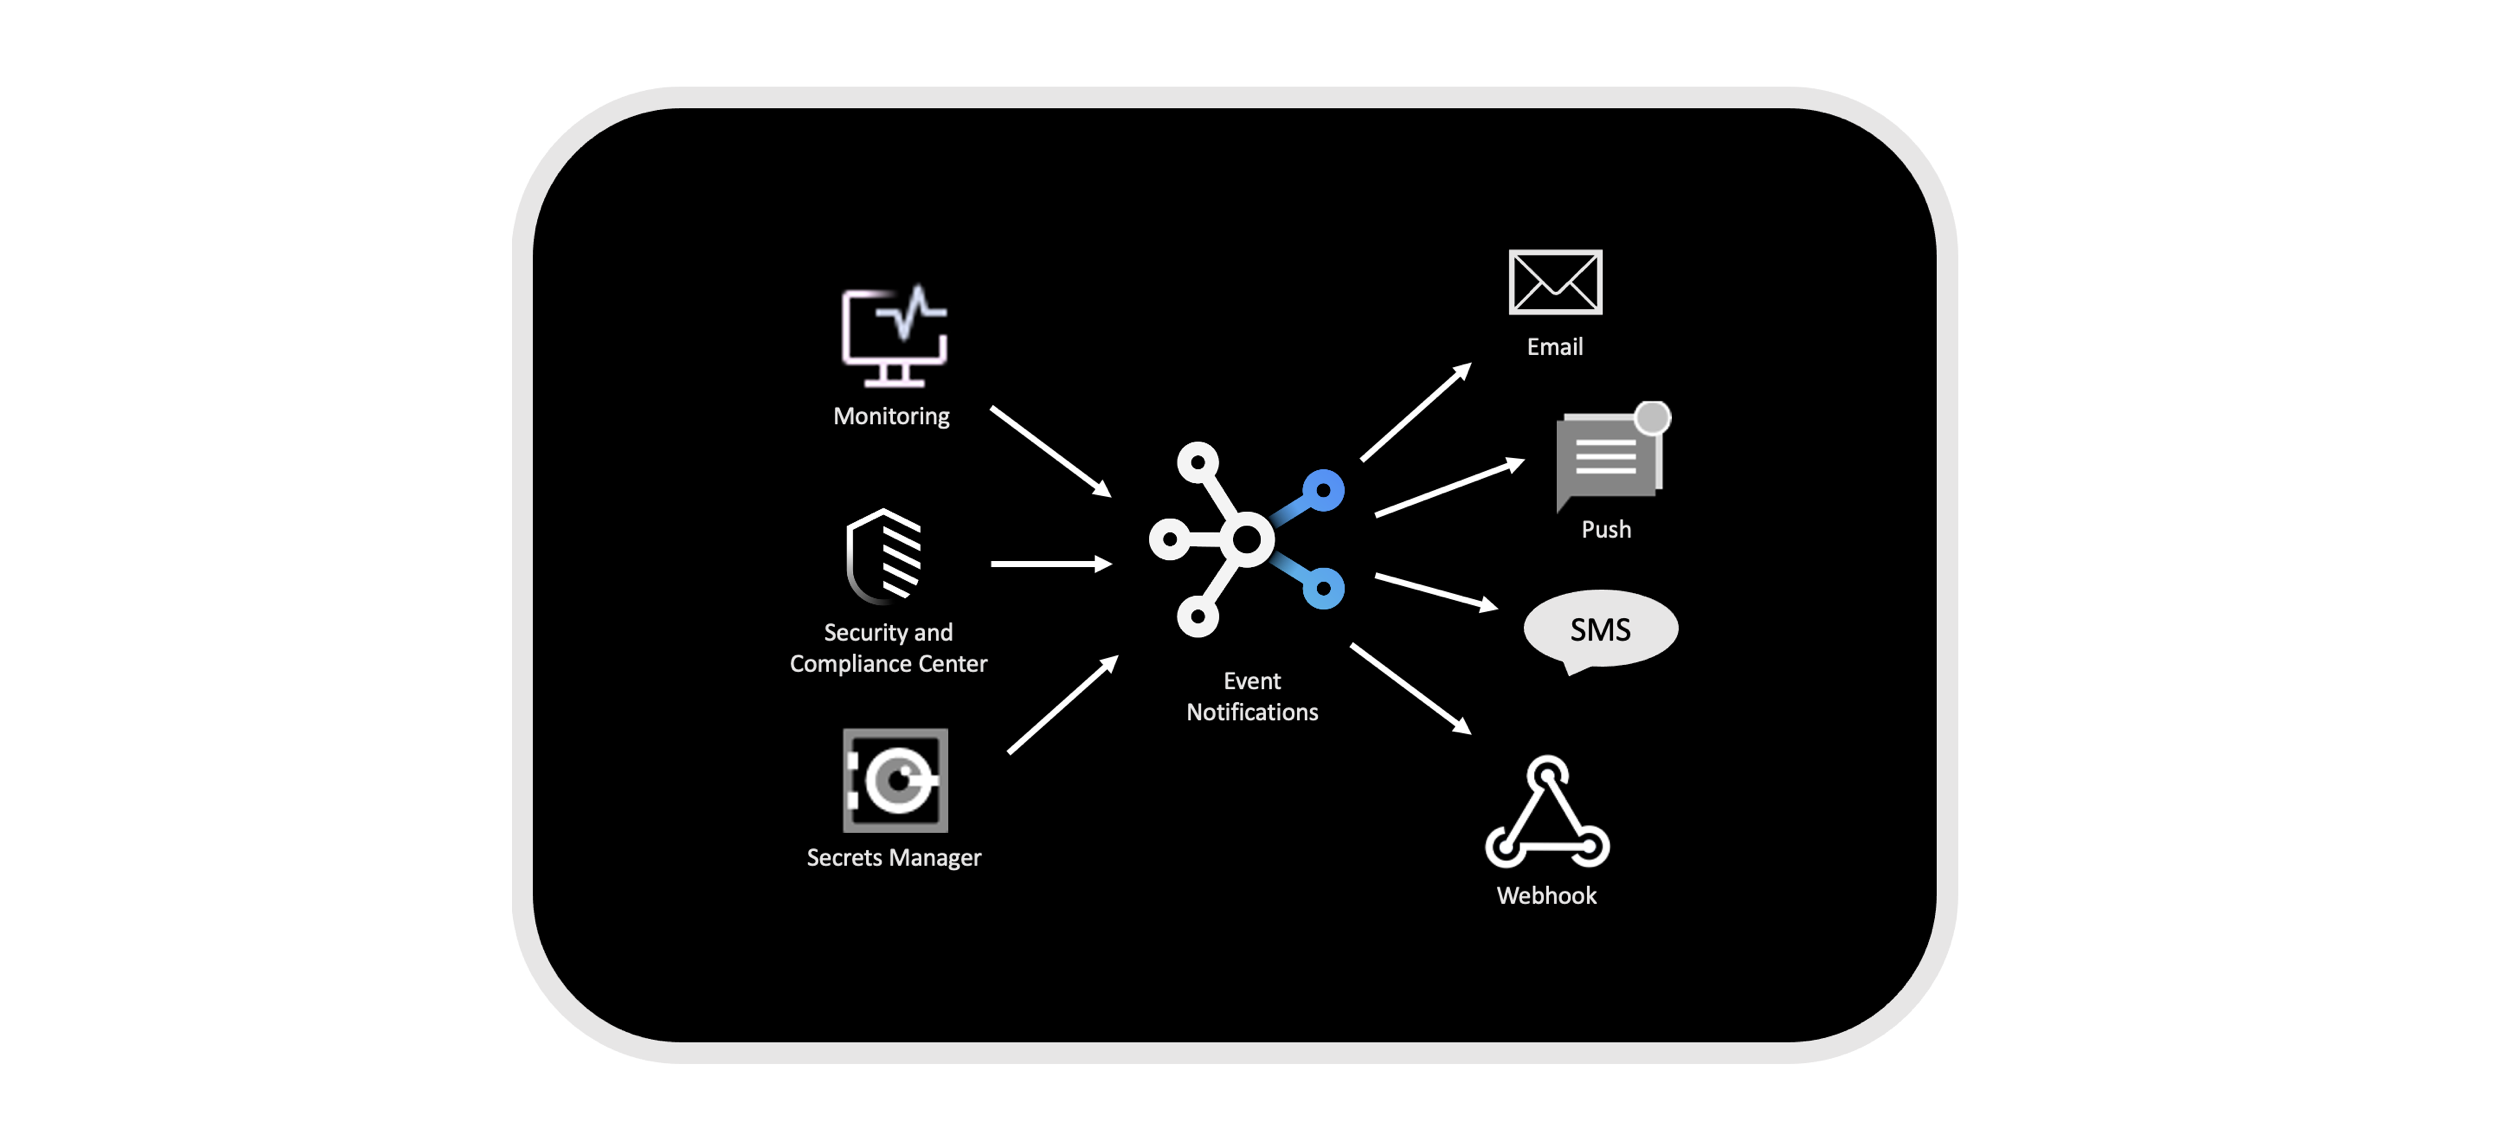 Monitoring
Security and
Compliance Center
Secrets Manager
Event
Notifications
Email
Push
SMS
Webhook